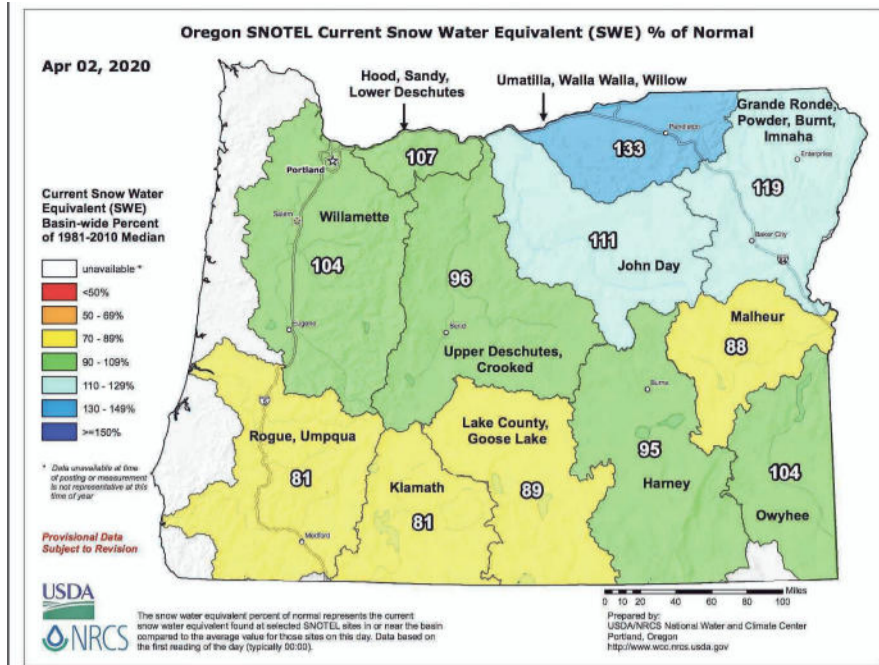 Oregon SNOTEL Current Snow Water Equivalent (SWE) % of Normal
Apr 02, 2020
Hood, Sandy,
Lower Deschutes
Umatilla, Walla Walla, Willow
Grande Ronde,
Powder, Burnt,
Imnaha
Pendleton
Enterprise
133
107
119
Portland
Current Snow Water
Equivalent (SWE)
Basin-wide Percent
of 1981-2010 Median
unavailable *
<50%
50 - 69%
70 - 89%
90 - 109%
110 - 129%
130 - 149%
>=150%
Salem
Willamette
104
Eugene
111
John Day
Baker City
84
96
Bend
Upper Deschutes,
Crooked
Malheur
88
Burns
5
Rogue, Umpqua
81
Medford
Klamath
81
Lake County,
Goose Lake
89
95
Harney
104
Owyhee
* Data unavailable at time
of posting or measurement
is not representative at this
time of year
Provisional Data
Subject to Revision
USDA
NRCS
The snow water equivalent percent of normal represents the current
snow water equivalent found at selected SNOTEL sites in or near the basin
compared to the average value for those sites on this day. Data based on
the first reading of the day (typically 00:00).
Miles
0 10 20 40 60 80 100
Prepared by:
USDA/NRCS National Water and Climate Center
Portland, Oregon
http://www.wcc.nrcs.usda.gov